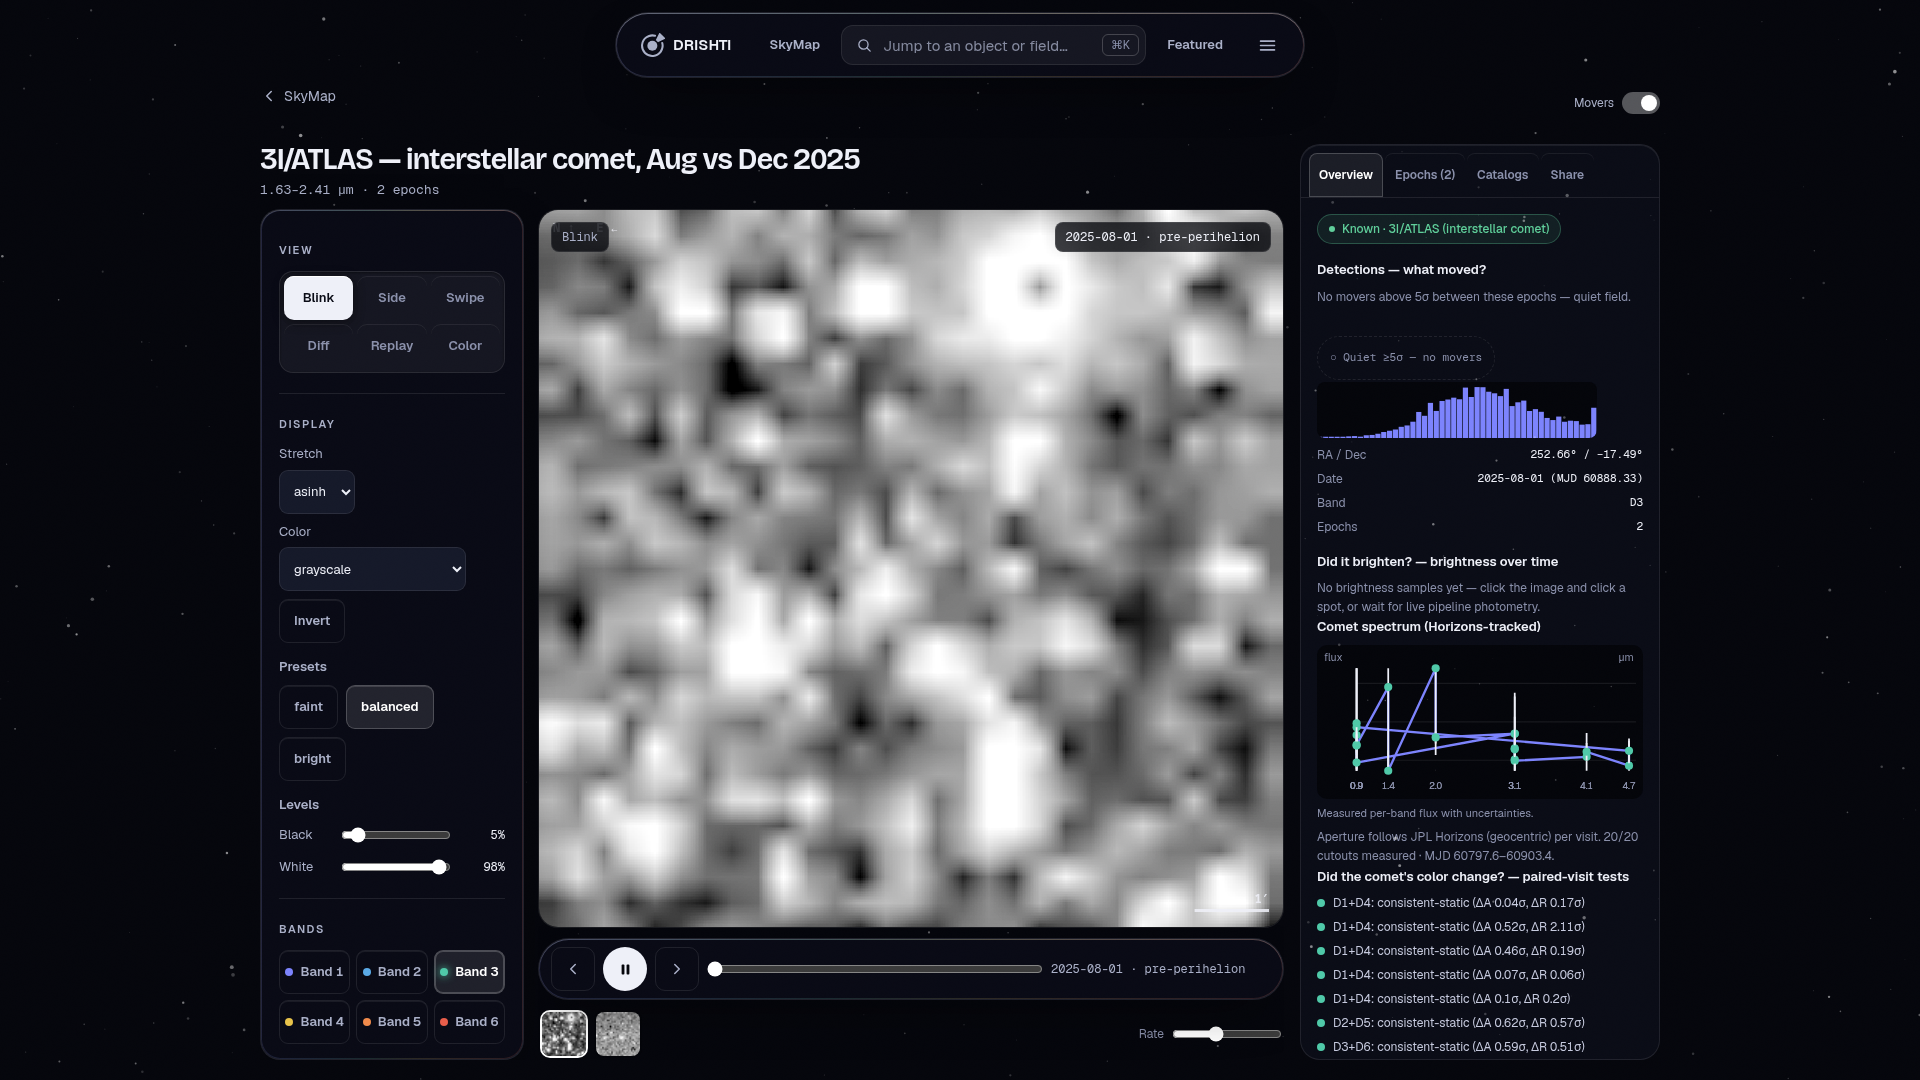 DRISHTI
SkyMap
Jump to an object or field…
⌘K
Featured
SkyMap
Movers
3I/ATLAS — interstellar comet, Aug vs Dec 2025
1.63–2.41 µm · 2 epochs
VIEW
Blink
Side
Swipe
Diff
Replay
Color
DISPLAY
Stretch
asinh
Color
grayscale
Invert
Presets
faint
balanced
bright
Levels
Black
5%
White
98%
BANDS
Band 1
Band 2
Band 3
Band 4
Band 5
Band 6
Blink
E ←
2025-08-01 · pre-perihelion
1′
2025-08-01 · pre-perihelion
Rate
Overview
Epochs (2)
Catalogs
Share
Known · 3I/ATLAS (interstellar comet)
Detections — what moved?
No movers above 5σ between these epochs — quiet field.
○ Quiet ≥5σ — no movers
RA / Dec
252.66° / −17.49°
Date
2025-08-01 (MJD 60888.33)
Band
D3
Epochs
2
Did it brighten? — brightness over time
No brightness samples yet — click the image and click a
spot, or wait for live pipeline photometry.
Comet spectrum (Horizons-tracked)
flux
µm
0.9
1.4
2.0
3.1
4.1
4.7
Measured per-band flux with uncertainties.
Aperture follows JPL Horizons (geocentric) per visit. 20/20
cutouts measured · MJD 60797.6–60903.4.
Did the comet's color change? — paired-visit tests
D1+D4: consistent-static (ΔA 0.04σ, ΔR 0.17σ)
D1+D4: consistent-static (ΔA 0.52σ, ΔR 2.11σ)
D1+D4: consistent-static (ΔA 0.46σ, ΔR 0.19σ)
D1+D4: consistent-static (ΔA 0.07σ, ΔR 0.06σ)
D1+D4: consistent-static (ΔA 0.1σ, ΔR 0.2σ)
D2+D5: consistent-static (ΔA 0.62σ, ΔR 0.57σ)
D3+D6: consistent-static (ΔA 0.59σ, ΔR 0.51σ)